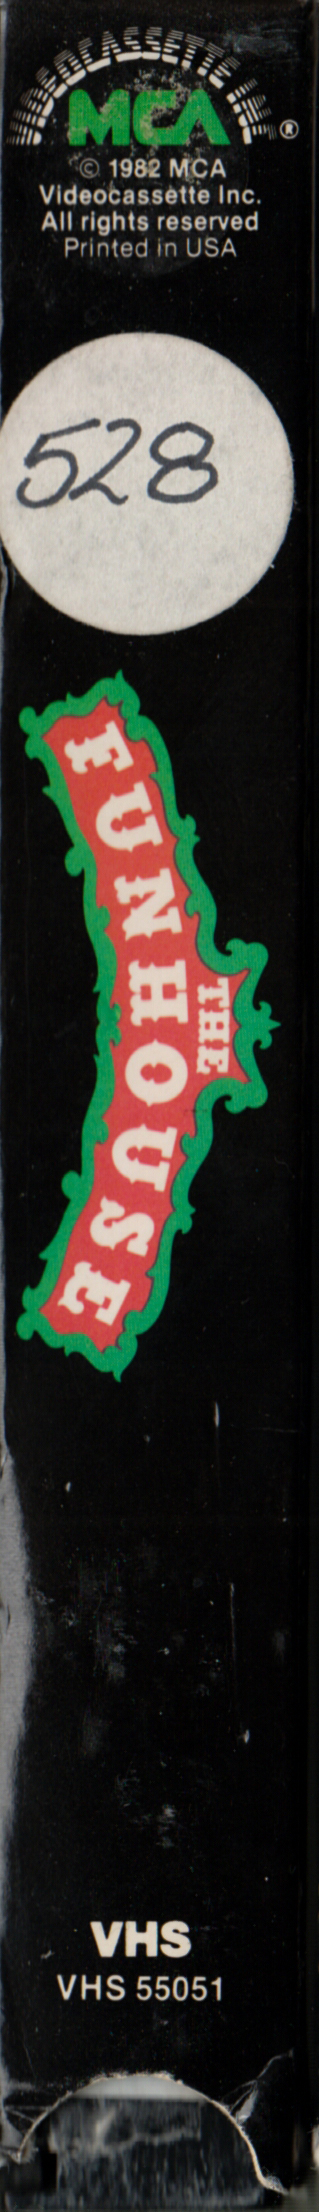 VIDEOCASSETTE INC.
MCA ®
© 1982 MCA
Videocassette Inc.
All rights reserved
Printed in USA
528
THE
FUNHOUSE
VHS
VHS 55051